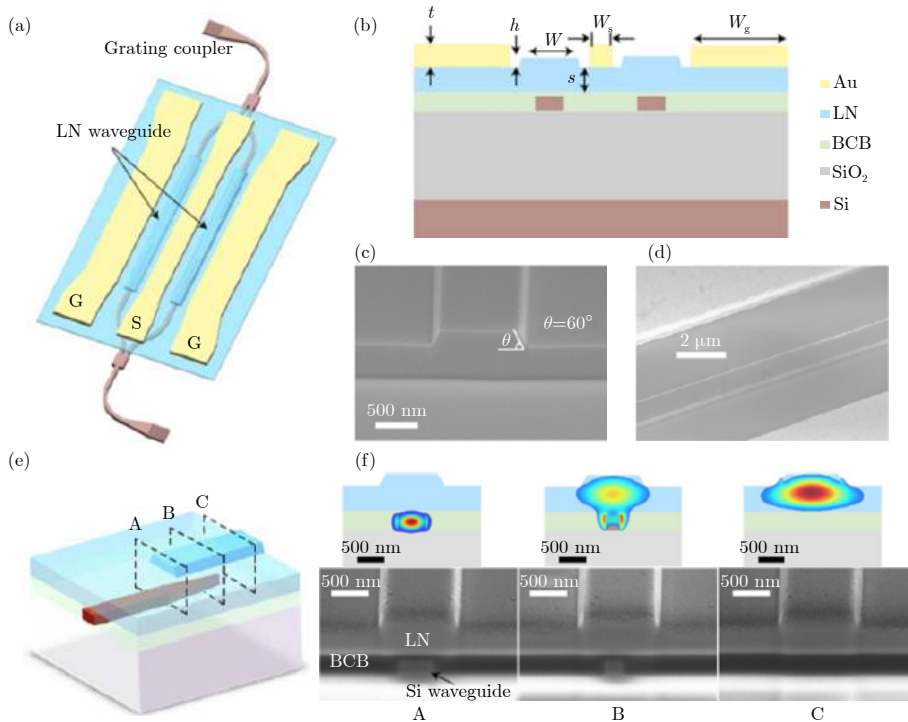 (a)
Grating coupler
LN waveguide
G
S
G
(b)
t
h
W
Wₛ
W_g
s
Au
LN
BCB
SiO₂
Si
(c)
θ
θ=60°
500 nm
(d)
2 μm
(e)
A
B
C
(f)
500 nm
500 nm
500 nm
500 nm
500 nm
500 nm
LN
BCB
Si waveguide
A
B
C